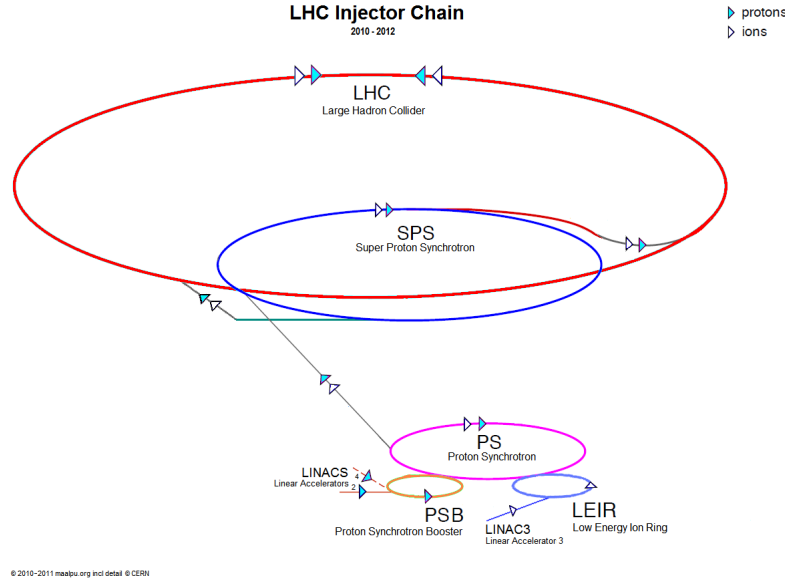 LHC Injector Chain
2010 - 2012
protons
ions
LHC
Large Hadron Collider
SPS
Super Proton Synchrotron
PS
Proton Synchrotron
LINACS
Linear Accelerators
4
2
PSB
Proton Synchrotron Booster
LEIR
Low Energy Ion Ring
LINAC3
Linear Accelerator 3
© 2010-2011 maalpu.org incl detail © CERN